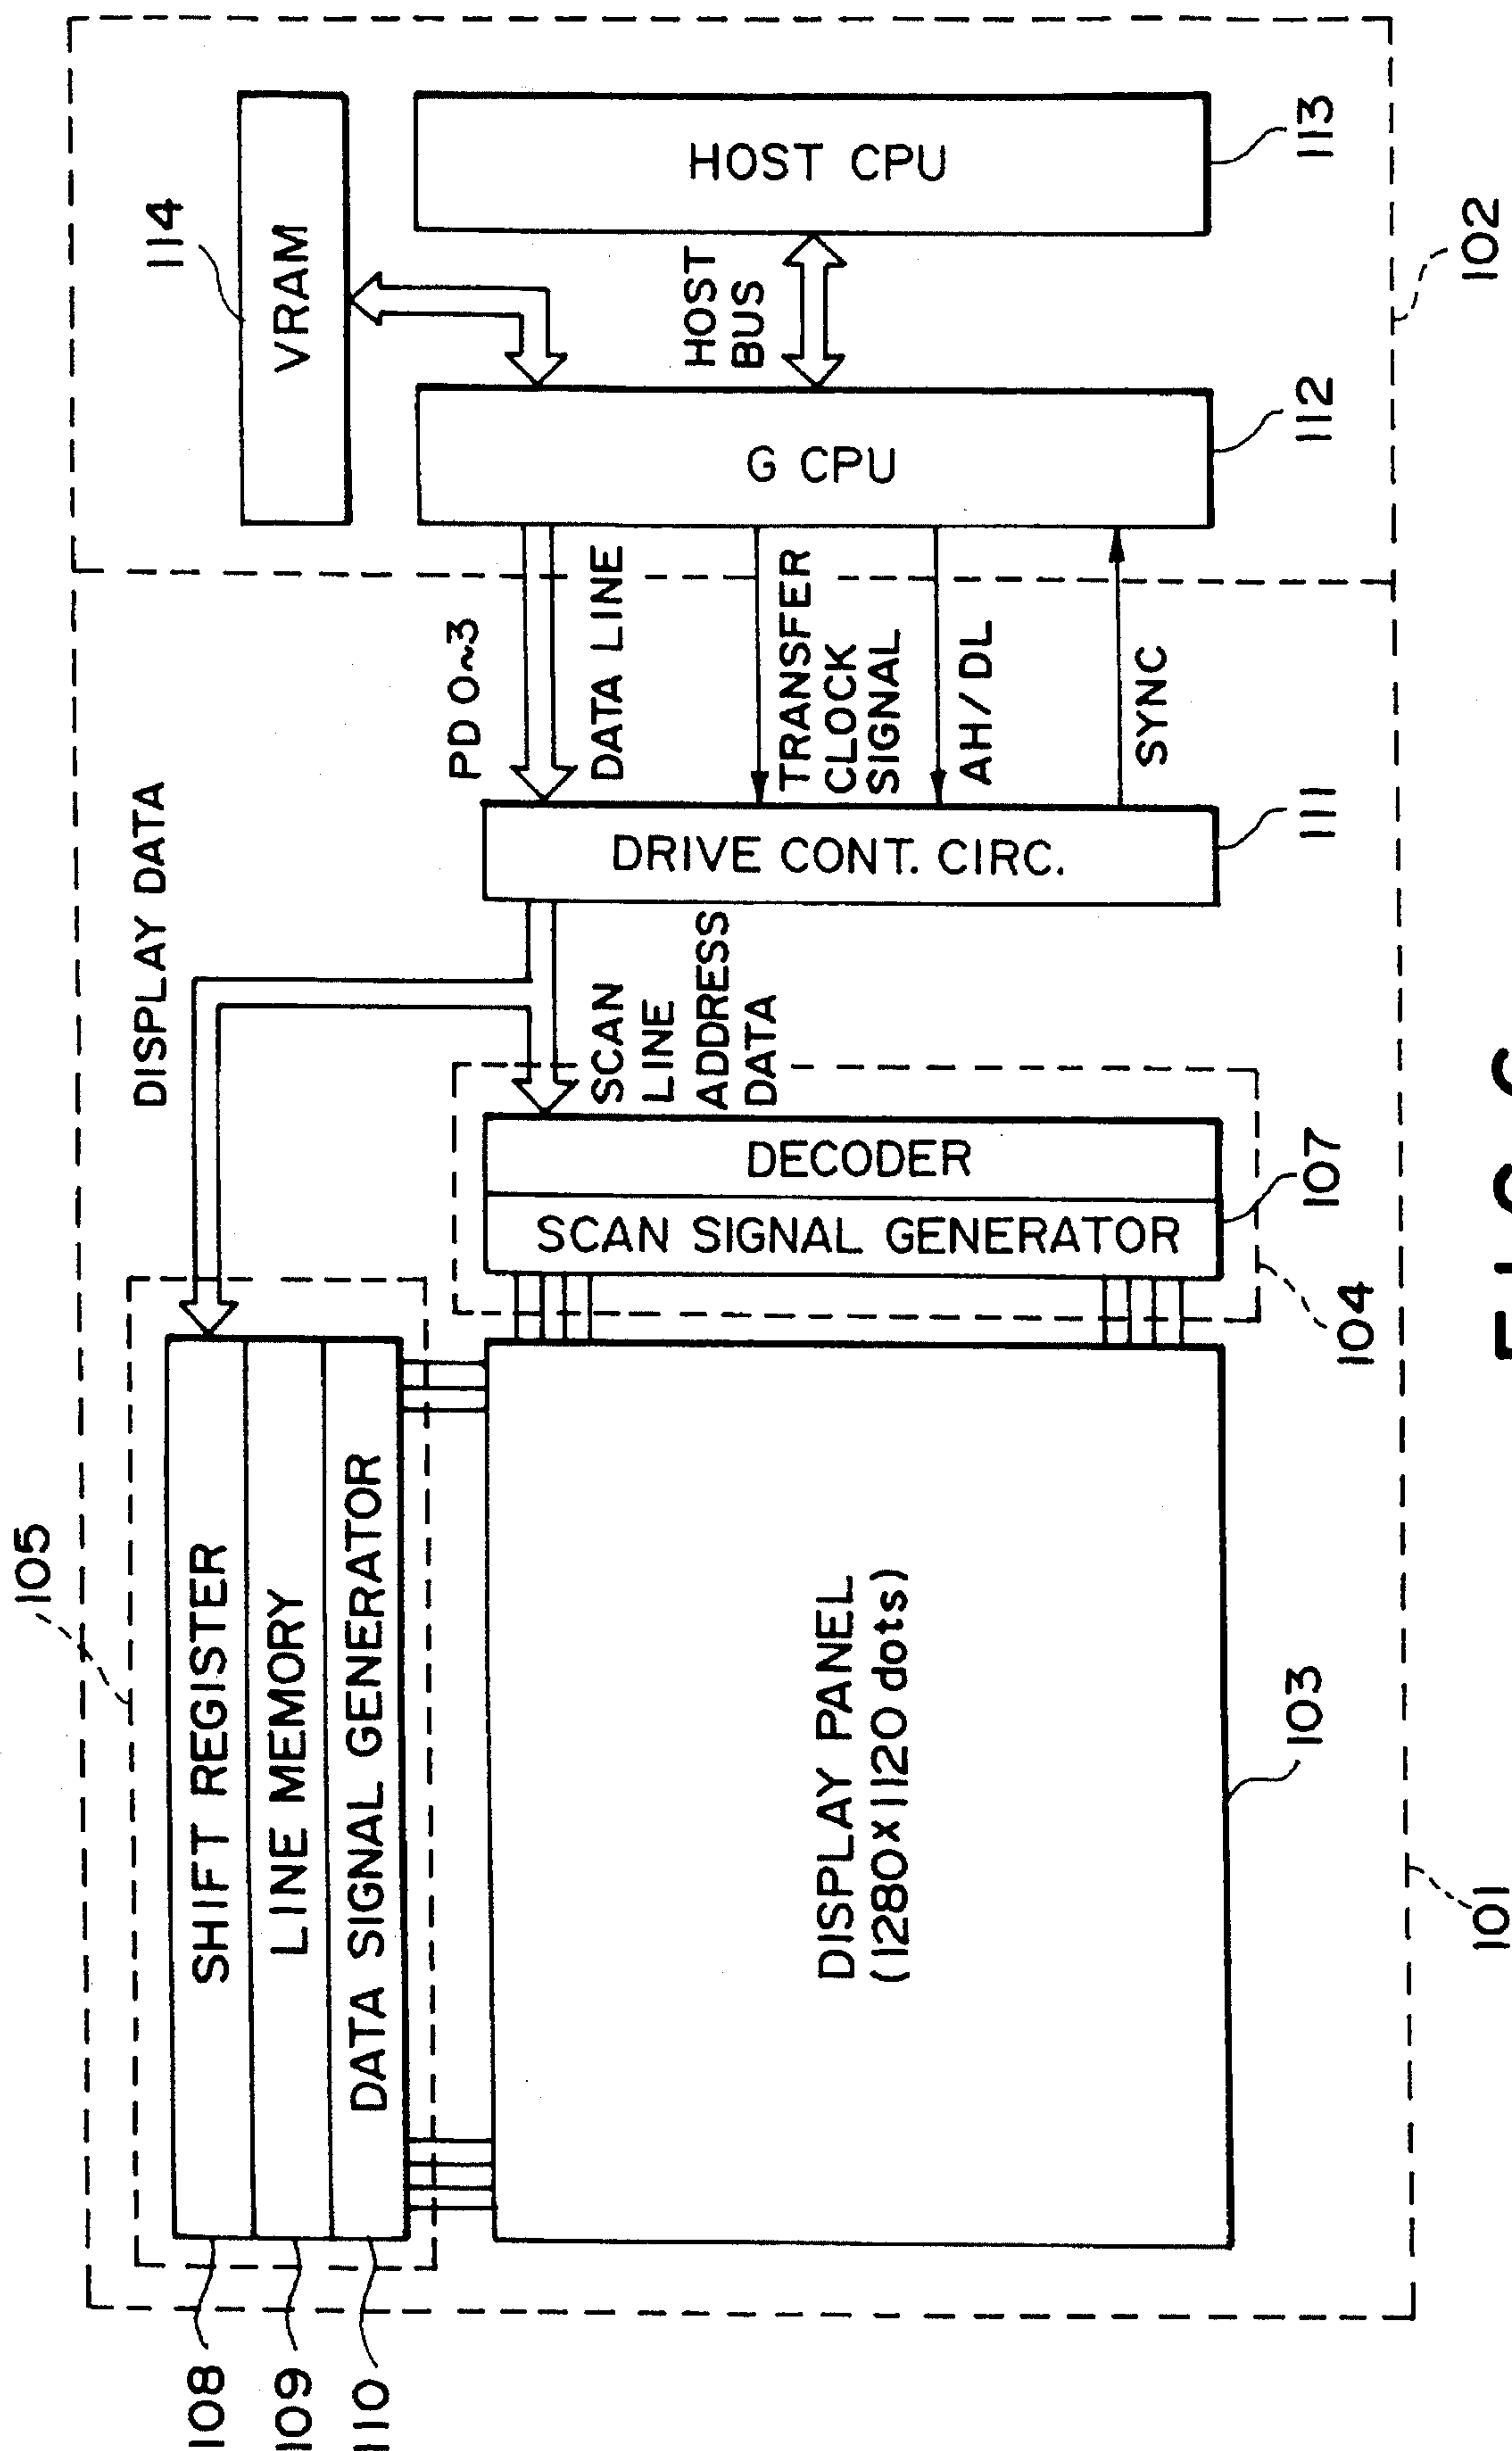 105
108
109
110
SHIFT REGISTER
LINE MEMORY
DATA SIGNAL GENERATOR
DISPLAY PANEL
(1280×1120 dots)
103
101
DISPLAY DATA
SCAN
LINE
ADDRESS
DATA
DECODER
SCAN SIGNAL GENERATOR
107
104
DRIVE CONT. CIRC.
111
PD 0~3
DATA LINE
TRANSFER
CLOCK
SIGNAL
AH/DL
SYNC
114
VRAM
G CPU
112
HOST
BUS
HOST CPU
113
102